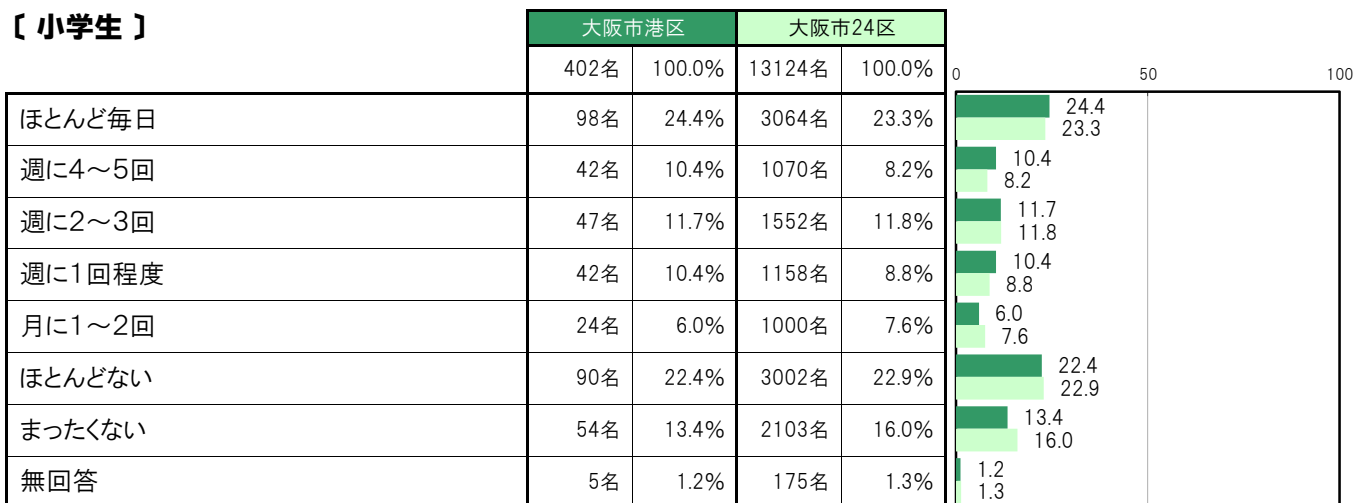 〔 小学生 〕
大阪市港区 大阪市24区
402名 100.0% 13124名 100.0% 0 50 100
ほとんど毎日 98名 24.4% 3064名 23.3% 24.4
23.3
週に4～5回 42名 10.4% 1070名 8.2% 10.4
8.2
週に2～3回 47名 11.7% 1552名 11.8% 11.7
11.8
週に1回程度 42名 10.4% 1158名 8.8% 10.4
8.8
月に1～2回 24名 6.0% 1000名 7.6% 6.0
7.6
ほとんどない 90名 22.4% 3002名 22.9% 22.4
22.9
まったくない 54名 13.4% 2103名 16.0% 13.4
16.0
無回答 5名 1.2% 175名 1.3% 1.2
1.3